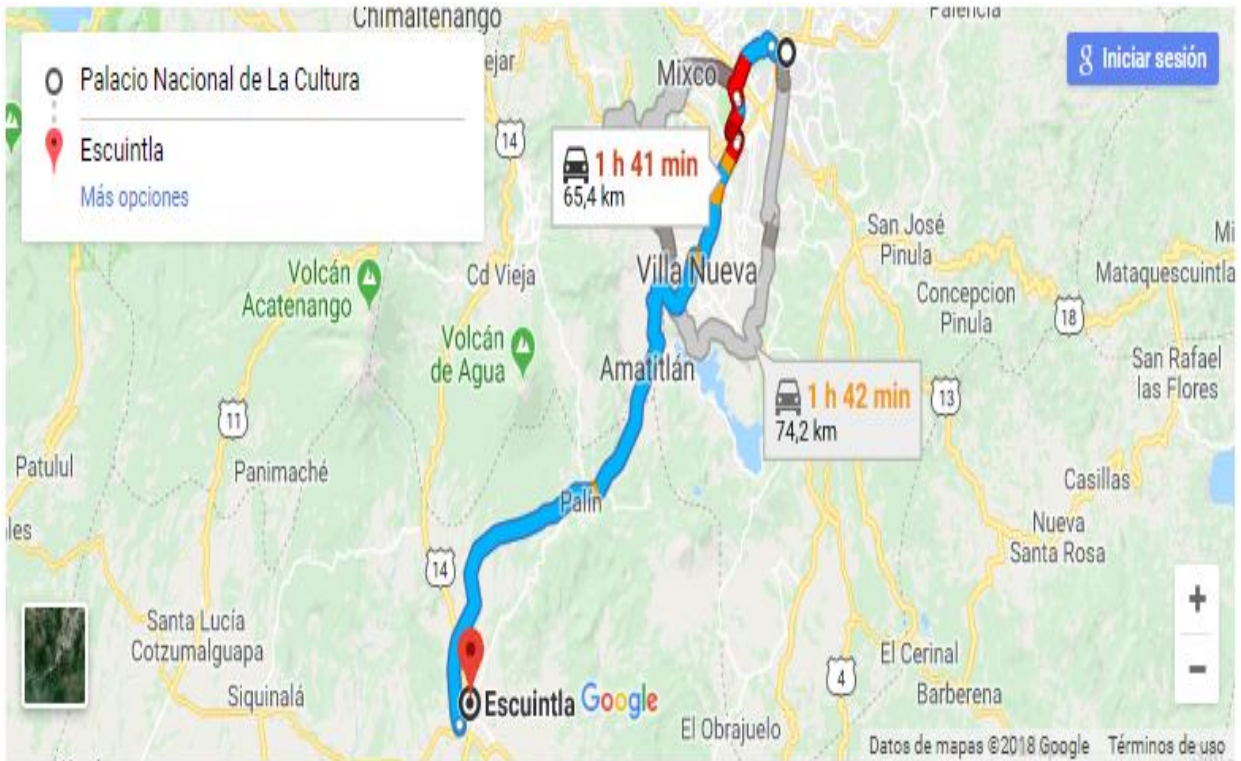 Chimaltenango
ejar
Palencia
Palacio Nacional de La Cultura
Escuintla
Más opciones
Iniciar sesión
Mixco
14
1 h 41 min
65,4 km
San José
Pinula
Mi
Mataquescuintla
Volcán
Acatenango
Cd Vieja
Villa Nueva
Concepcion
Pinula
18
Volcán
de Agua
Amatitlán
San Rafael
las Flores
1 h 42 min
74,2 km
13
11
Patulul
Panimaché
Casillas
Palín
les
Nueva
Santa Rosa
14
Santa Lucía
Cotzumalguapa
+
−
El Cerinal
4
Siquinalá
Escuintla Google
Barberena
El Obrajuelo
Datos de mapas ©2018 Google Términos de uso